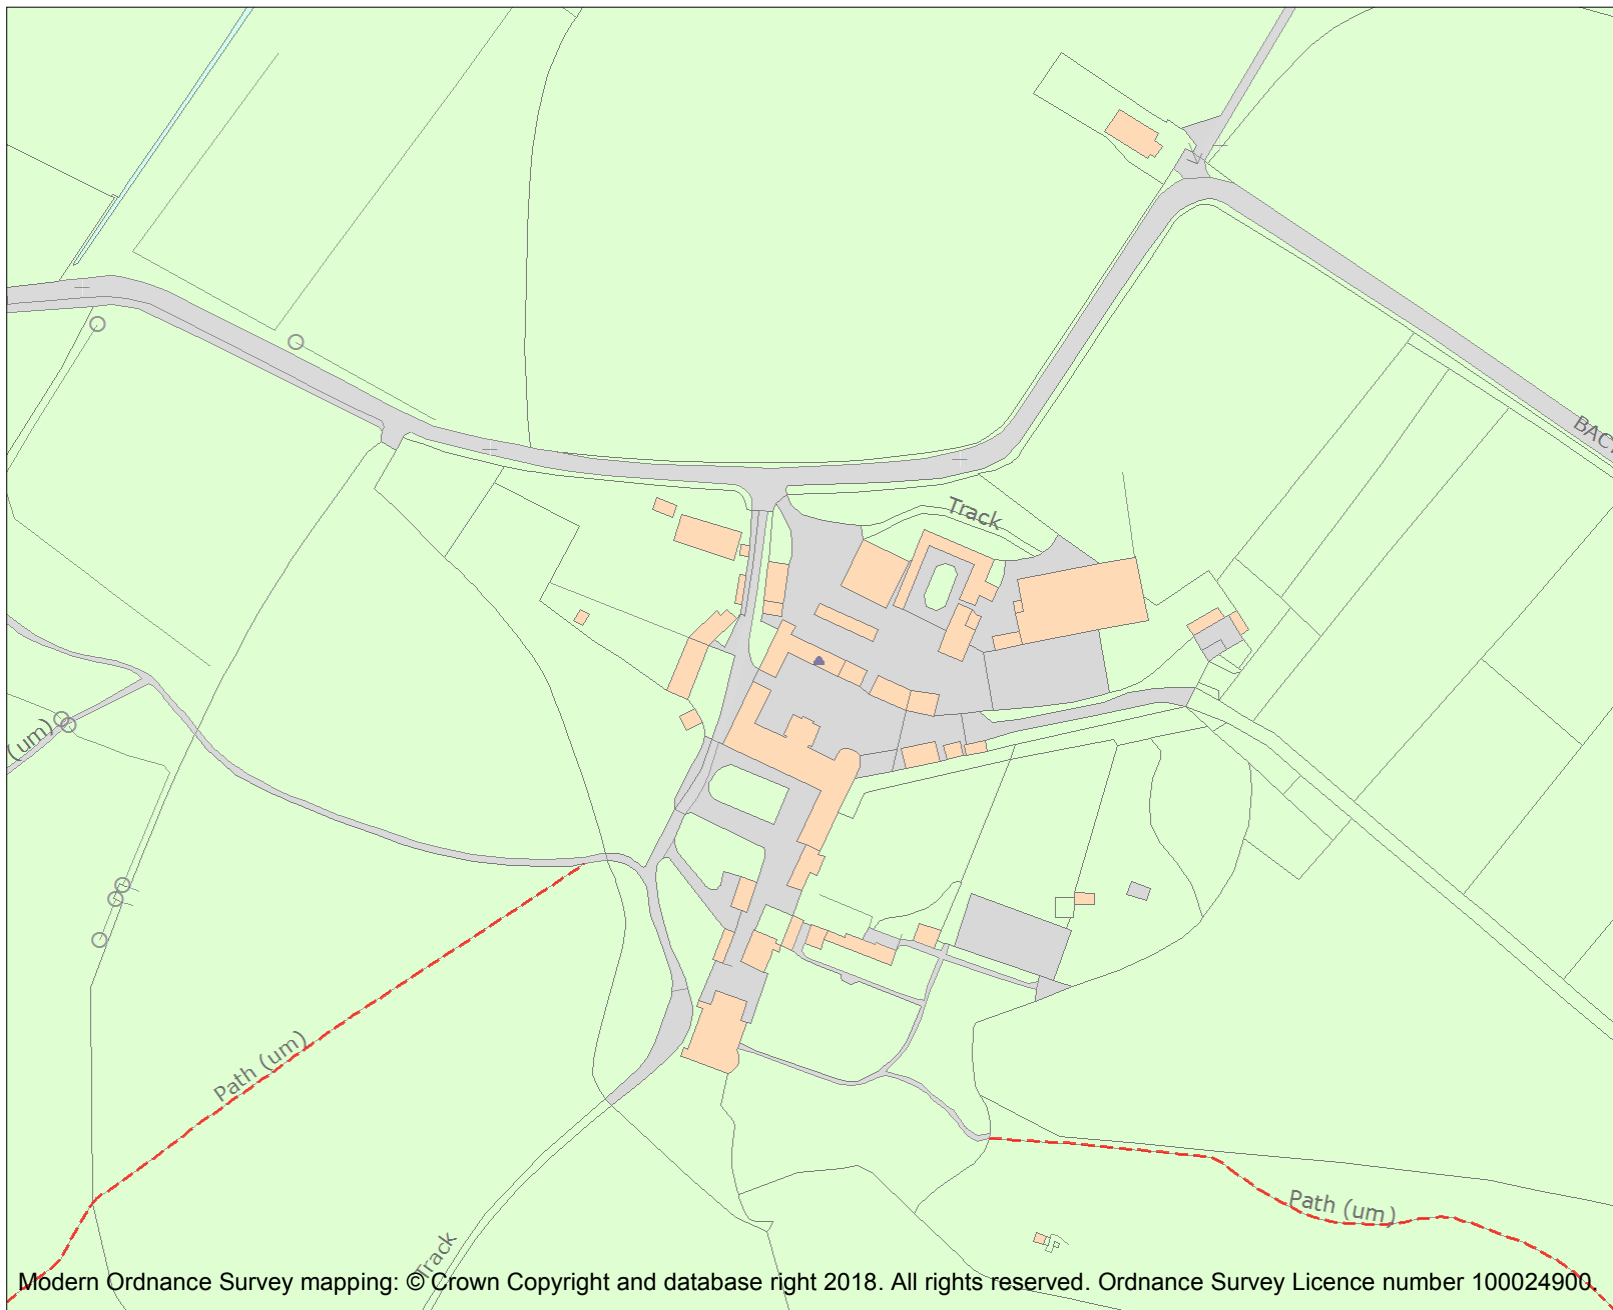 BAC
Track
(um)
Path (um)
Path (um)
Track
Modern Ordnance Survey mapping: © Crown Copyright and database right 2018. All rights reserved. Ordnance Survey Licence number 100024900.